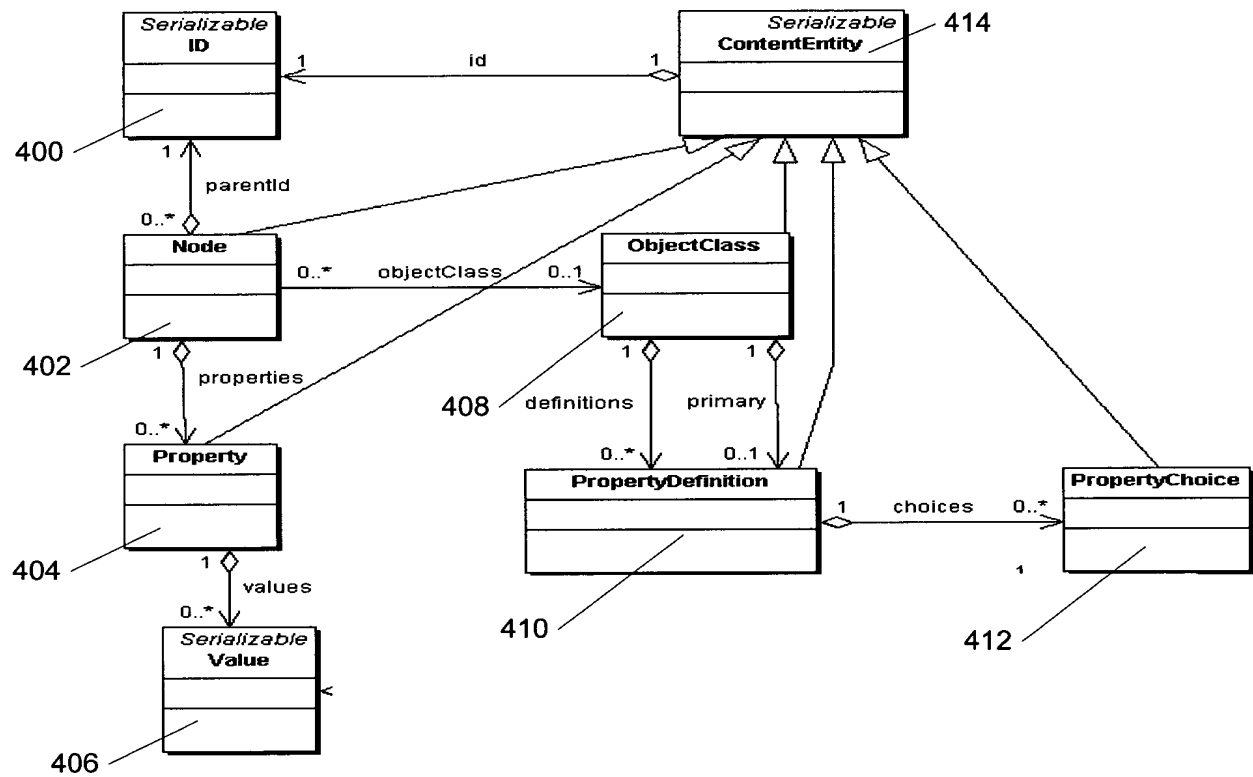 Serializable
ID
Serializable
ContentEntity
414
1
id
1
400
1
parentId
0..*
Node
ObjectClass
0..*
objectClass
0..1
402
1
properties
408
1
1
definitions
primary
0..*
0..*
0..1
Property
PropertyDefinition
PropertyChoice
1
choices
0..*
404
1
values
1
0..*
410
412
Serializable
Value
406